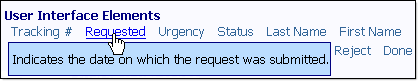 User Interface Elements
Tracking # Requested Urgency Status Last Name First Name
Indicates the date on which the request was submitted. Reject Done